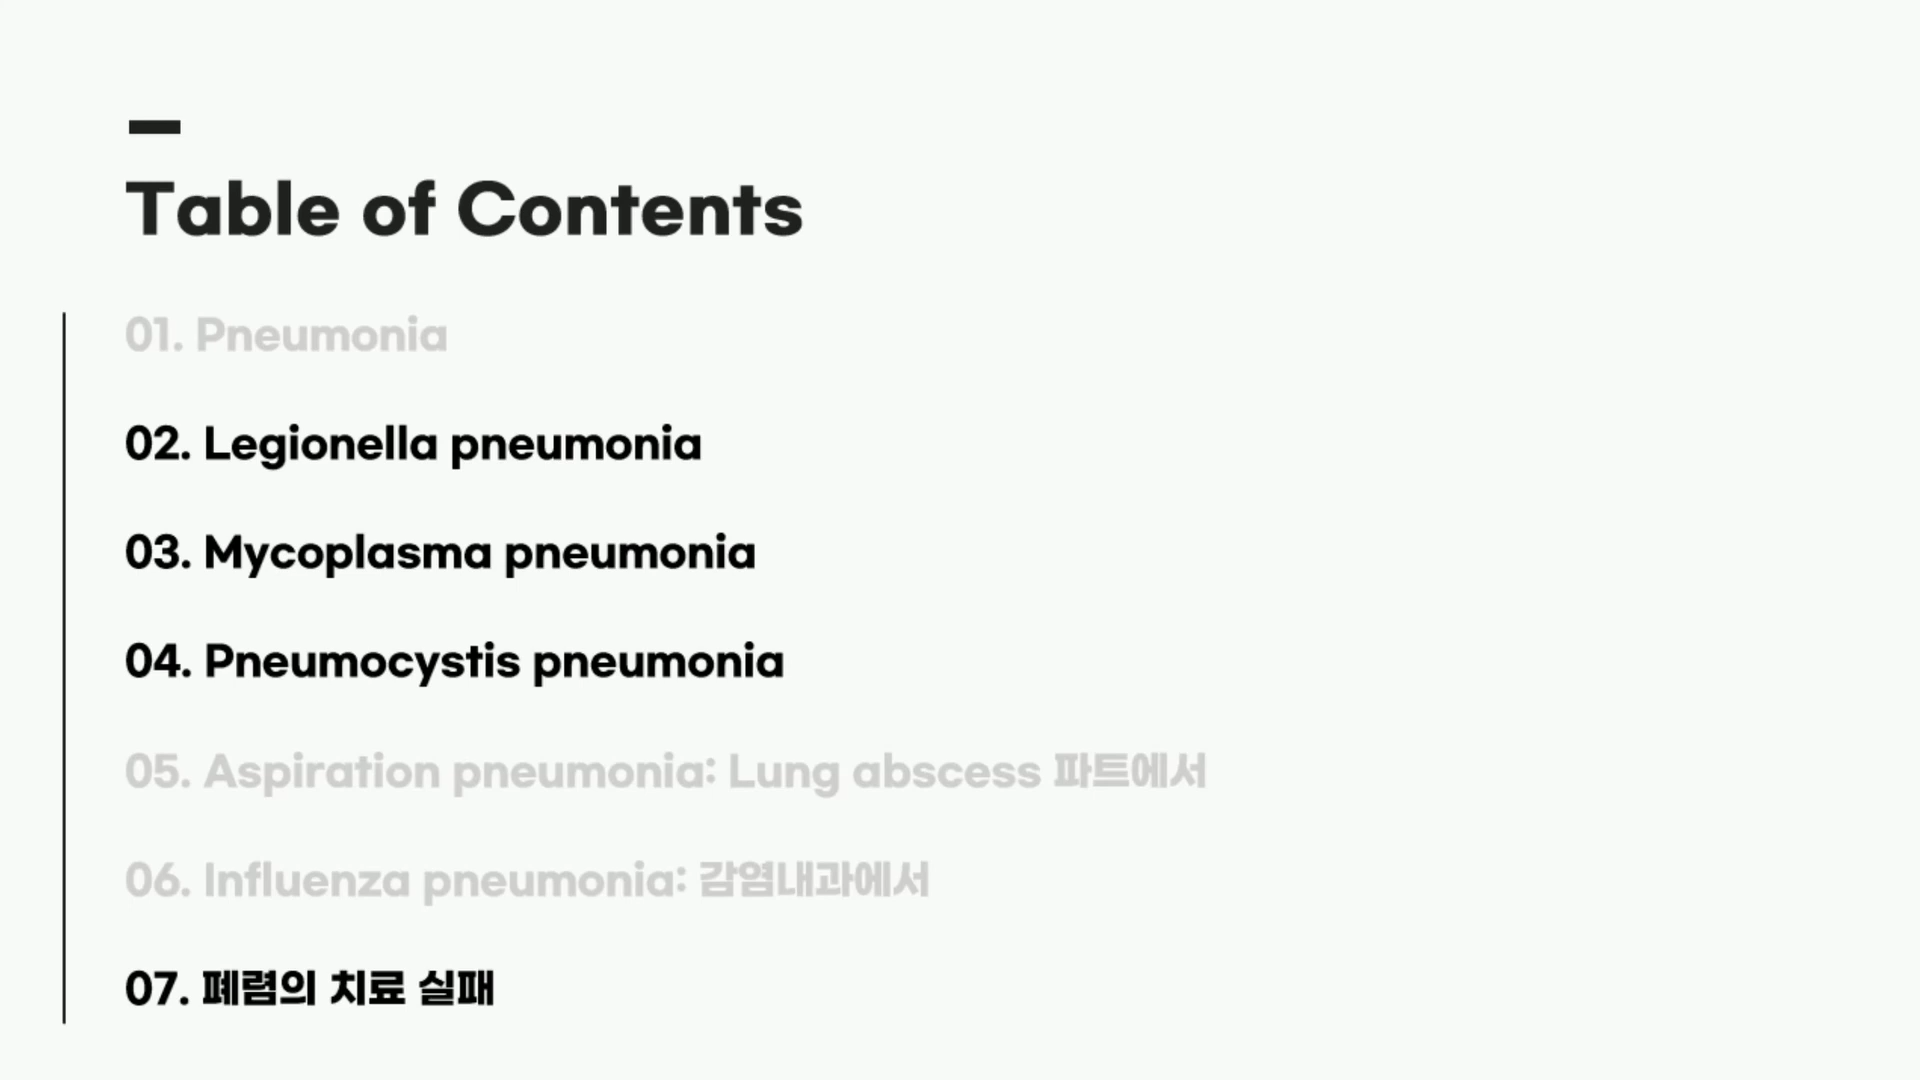 Table of Contents
01. Pneumonia
02. Legionella pneumonia
03. Mycoplasma pneumonia
04. Pneumocystis pneumonia
05. Aspiration pneumonia: Lung abscess 파트에서
06. Influenza pneumonia: 감염내과에서
07. 폐렴의 치료 실패